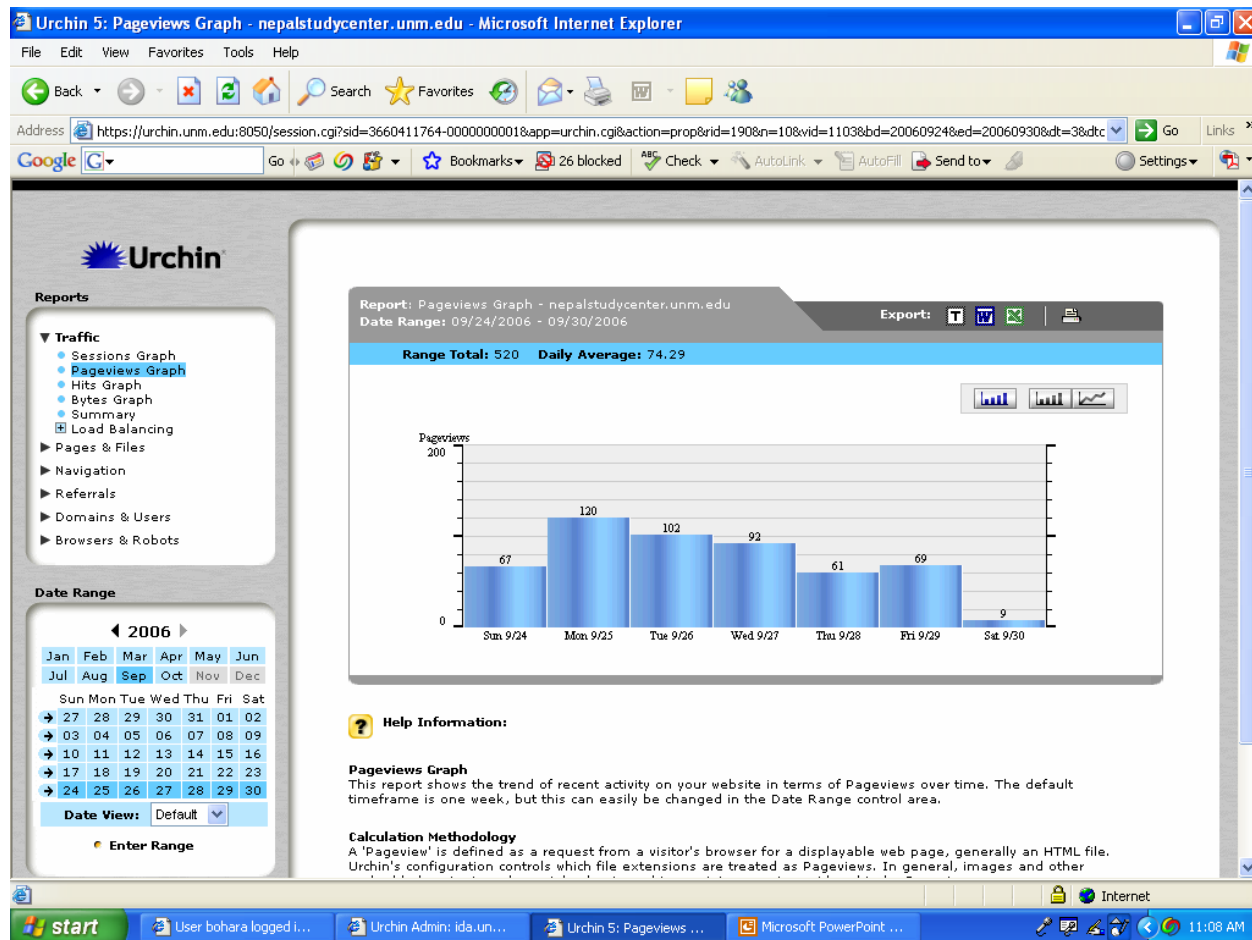 Urchin 5: Pageviews Graph - nepalstudycenter.unm.edu - Microsoft Internet Explorer
File Edit View Favorites Tools Help
Back Search Favorites
Address https://urchin.unm.edu:8050/session.cgi?sid=3660411764-0000000001&app=urchin.cgi&action=prop&rid=190&n=10&vid=1103&bd=20060924&ed=20060930&dt=3&dtc Go Links »
Google G Go Bookmarks 26 blocked ABC Check AutoLink AutoFill Send to Settings
Urchin
Reports
Traffic
Sessions Graph
Pageviews Graph
Hits Graph
Bytes Graph
Summary
Load Balancing
Pages & Files
Navigation
Referrals
Domains & Users
Browsers & Robots
Date Range
2006
Jan Feb Mar Apr May Jun
Jul Aug Sep Oct Nov Dec
Sun Mon Tue Wed Thu Fri Sat
27 28 29 30 31 01 02
03 04 05 06 07 08 09
10 11 12 13 14 15 16
17 18 19 20 21 22 23
24 25 26 27 28 29 30
Date View: Default
Enter Range
Report: Pageviews Graph - nepalstudycenter.unm.edu
Date Range: 09/24/2006 - 09/30/2006
Export: T W X
Range Total: 520 Daily Average: 74.29
Pageviews
200
120
102
92
67
61
69
9
0
Sun 9/24 Mon 9/25 Tue 9/26 Wed 9/27 Thu 9/28 Fri 9/29 Sat 9/30
? Help Information:
Pageviews Graph
This report shows the trend of recent activity on your website in terms of Pageviews over time. The default
timeframe is one week, but this can easily be changed in the Date Range control area.
Calculation Methodology
A 'Pageview' is defined as a request from a visitor's browser for a displayable web page, generally an HTML file.
Urchin's configuration controls which file extensions are treated as Pageviews. In general, images and other
Internet
start User bohara logged i... Urchin Admin: ida.un... Urchin 5: Pageviews ... Microsoft PowerPoint ... 11:08 AM